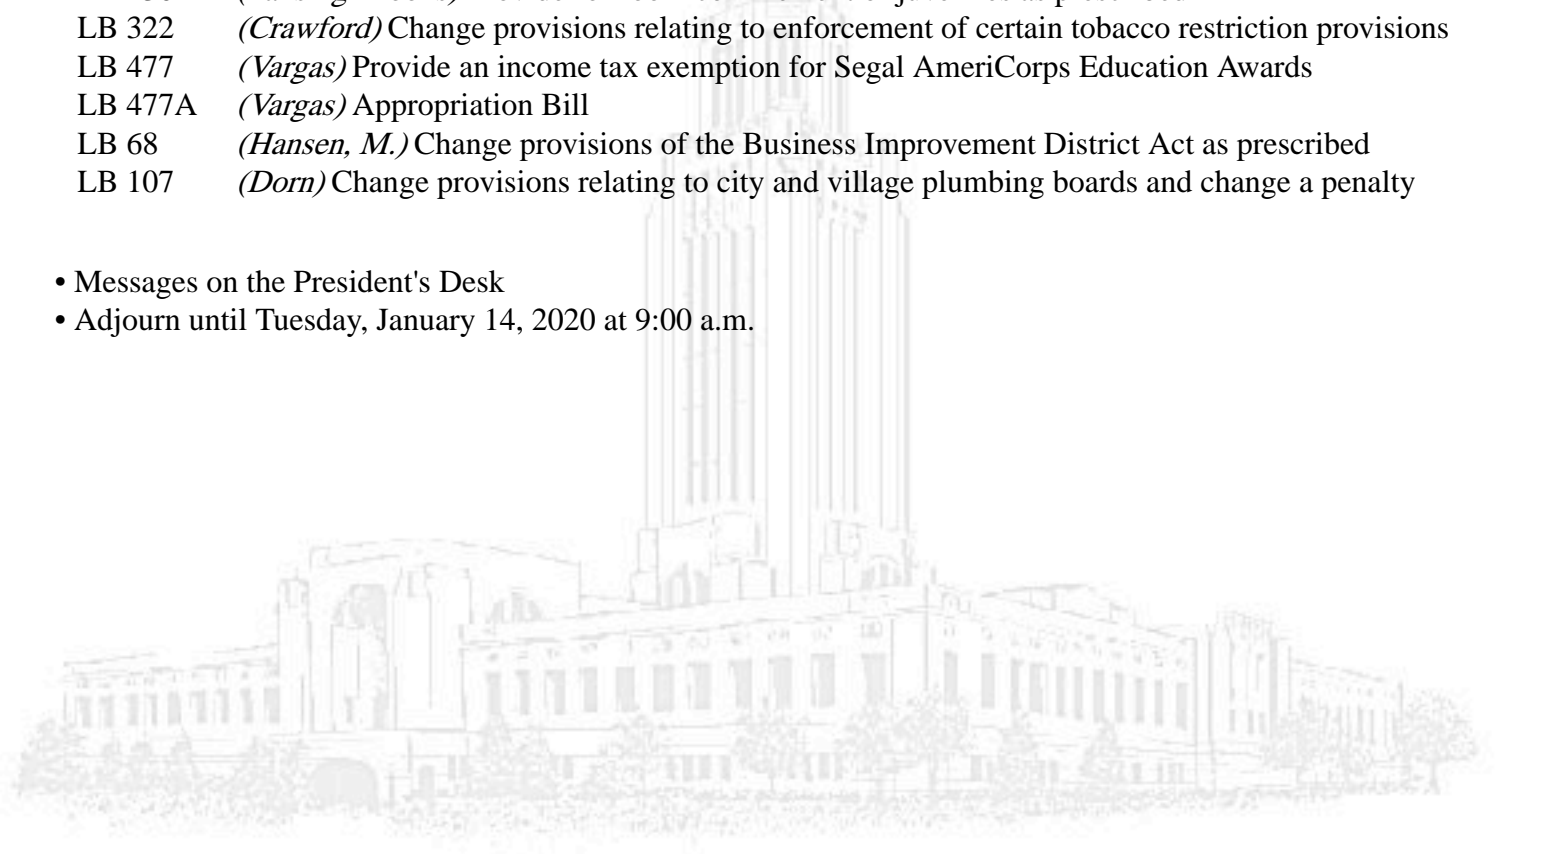 LB 322 (Crawford) Change provisions relating to enforcement of certain tobacco restriction provisions
LB 477 (Vargas) Provide an income tax exemption for Segal AmeriCorps Education Awards
LB 477A (Vargas) Appropriation Bill
LB 68 (Hansen, M.) Change provisions of the Business Improvement District Act as prescribed
LB 107 (Dorn) Change provisions relating to city and village plumbing boards and change a penalty
• Messages on the President's Desk
• Adjourn until Tuesday, January 14, 2020 at 9:00 a.m.